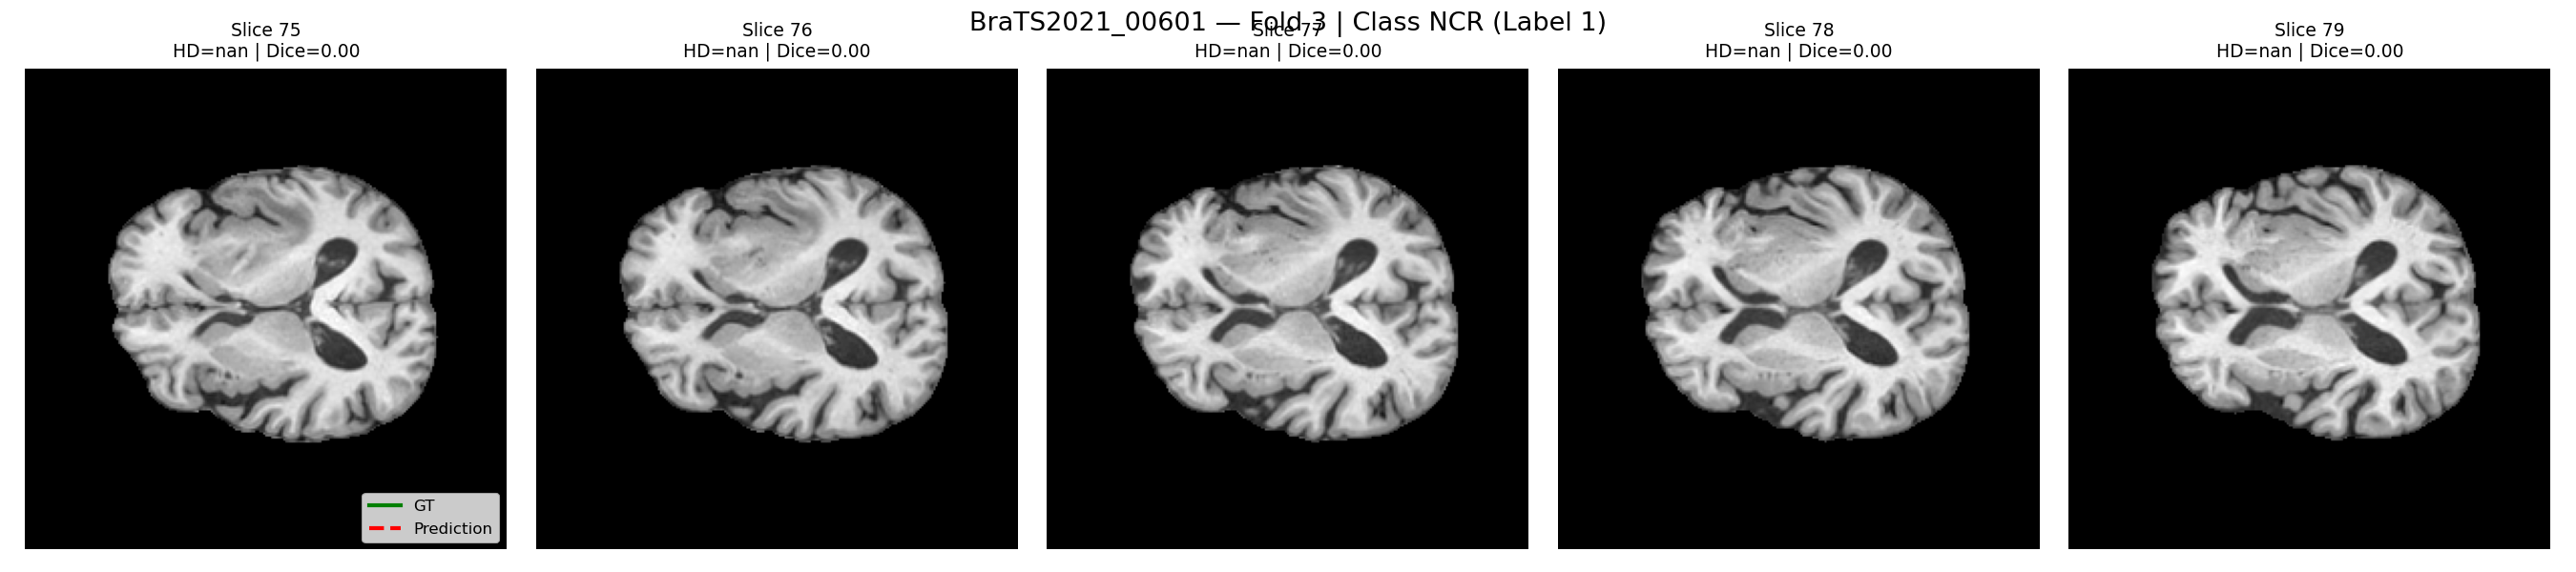 BraTS2021_00601 — Fold 3 | Class NCR (Label 1)
Slice 75
HD=nan | Dice=0.00
Slice 76
HD=nan | Dice=0.00
Slice 77
HD=nan | Dice=0.00
Slice 78
HD=nan | Dice=0.00
Slice 79
HD=nan | Dice=0.00
GT
Prediction